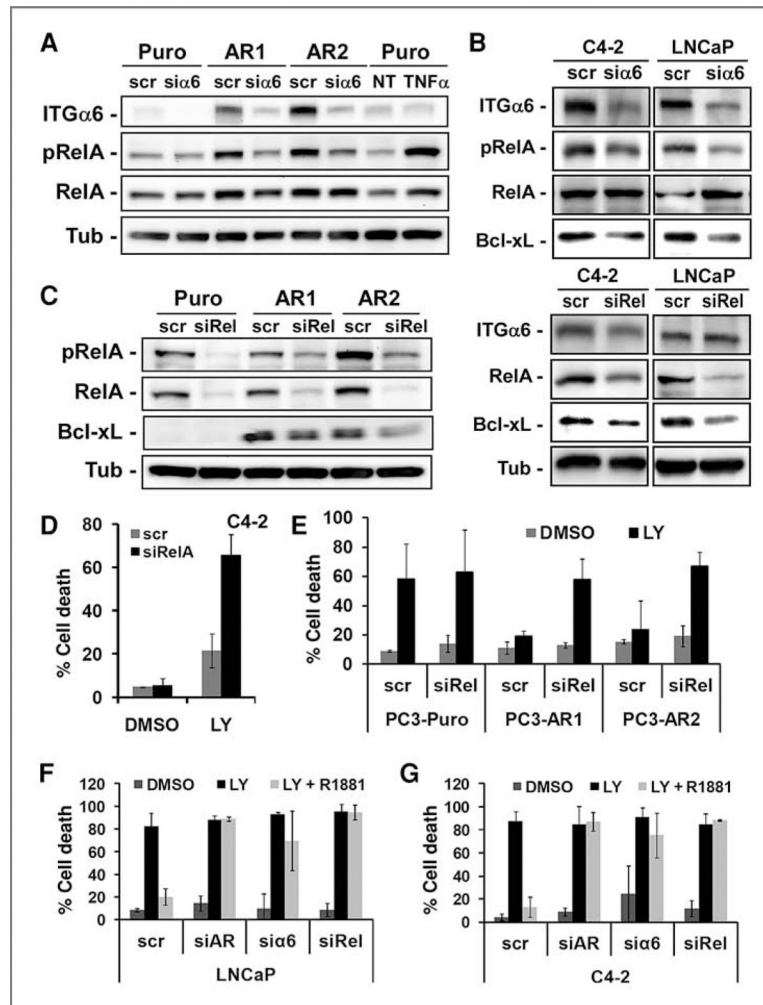 A
Puro AR1 AR2 Puro
scr siα6 scr siα6 scr siα6 NT TNFα
ITGα6 -
pRelA -
RelA -
Tub -
B
C4-2 LNCaP
scr siα6 scr siα6
ITGα6 -
pRelA -
RelA -
Bcl-xL -
C4-2 LNCaP
scr siRel scr siRel
ITGα6 -
RelA -
Bcl-xL -
Tub -
C
Puro AR1 AR2
scr siRel scr siRel scr siRel
pRelA -
RelA -
Bcl-xL -
Tub -
D
C4-2
scr
siRelA
% Cell death
80
60
40
20
0
DMSO LY
E
DMSO LY
% Cell death
100
80
60
40
20
0
scr siRel scr siRel scr siRel
PC3-Puro PC3-AR1 PC3-AR2
F
DMSO LY LY + R1881
% Cell death
120
100
80
60
40
20
0
scr siAR siα6 siRel
LNCaP
G
DMSO LY LY + R1881
% Cell death
120
100
80
60
40
20
0
scr siAR siα6 siRel
C4-2